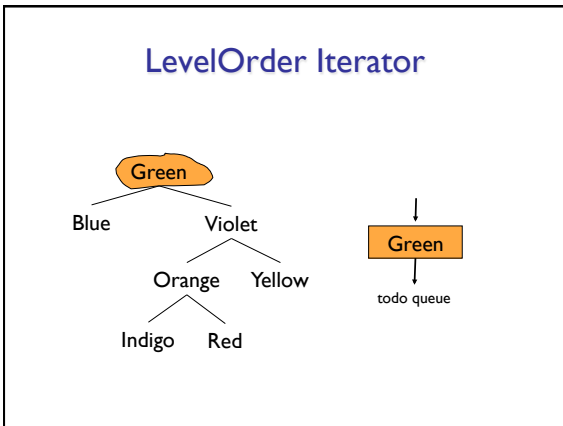 LevelOrder Iterator
Green
Blue
Violet
Green
Orange
Yellow
todo queue
Indigo
Red